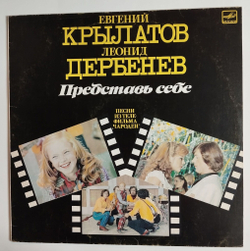 ЕВГЕНИЙ
КРЫЛАТОВ
ЛЕОНИД
ДЕРБЕНЕВ
Представь себе
ПЕСНИ
ИЗ ТЕЛЕ
ФИЛЬМА
"ЧАРОДЕИ"